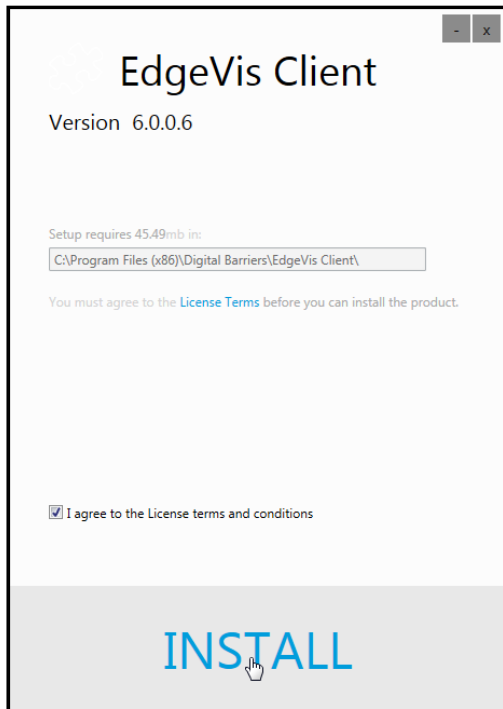 - x
EdgeVis Client
Version 6.0.0.6
Setup requires 45.49mb in:
C:\Program Files (x86)\Digital Barriers\EdgeVis Client\
You must agree to the License Terms before you can install the product.
I agree to the License terms and conditions
INSTALL